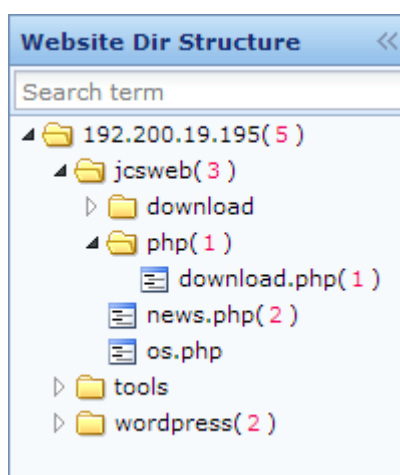 Website Dir Structure
Search term
192.200.19.195( 5 )
jcsweb( 3 )
download
php( 1 )
download.php( 1 )
news.php( 2 )
os.php
tools
wordpress( 2 )